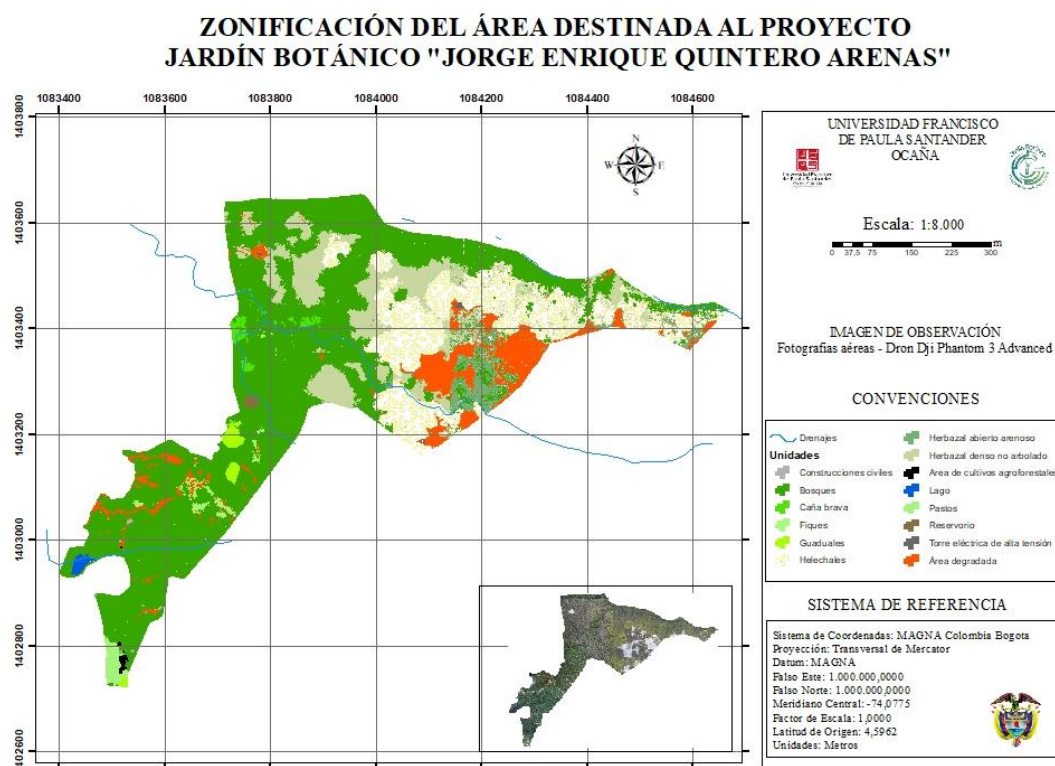 ZONIFICACIÓN DEL ÁREA DESTINADA AL PROYECTO
JARDÍN BOTÁNICO "JORGE ENRIQUE QUINTERO ARENAS"
1083400 1083600 1083800 1084000 1084200 1084400 1084600
1403800
1403600
1403400
1403200
1403000
1402800
1402600
N
W E
S
UNIVERSIDAD FRANCISCO
DE PAULA SANTANDER
OCAÑA
Universidad Francisco
de Paula Santander
Escala: 1:8.000
m
0 37,5 75 150 225 300
IMAGEN DE OBSERVACIÓN
Fotografías aéreas - Dron Dji Phantom 3 Advanced
CONVENCIONES
Drenajes
Unidades
Construcciones civiles
Bosques
Caña brava
Fiques
Guaduales
Helechales
Herbazal abierto arenoso
Herbazal denso no arbolado
Area de cultivos agroforestales
Lago
Pastos
Reservorio
Torre eléctrica de alta tensión
Área degradada
SISTEMA DE REFERENCIA
Sistema de Coordenadas: MAGNA Colombia Bogota
Proyección: Transversal de Mercator
Datum: MAGNA
Falso Este: 1.000.000,0000
Falso Norte: 1.000.000,0000
Meridiano Central: -74,0775
Factor de Escala: 1,0000
Latitud de Origen: 4,5962
Unidades: Metros